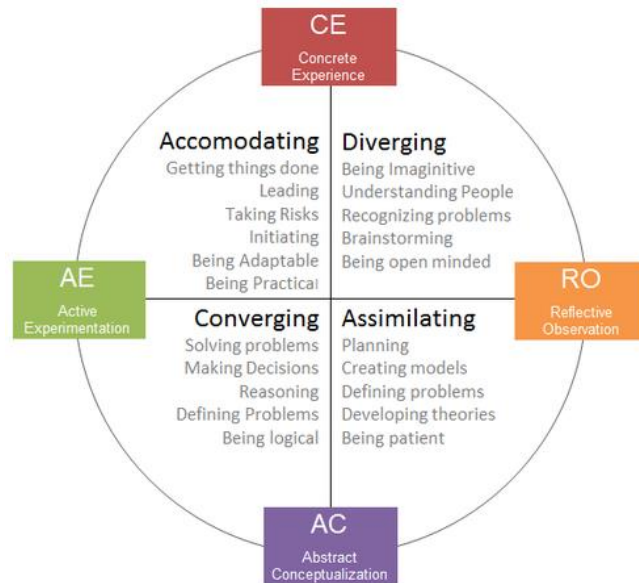 CE
Concrete
Experience
Accomodating
Getting things done
Leading
Taking Risks
Initiating
Being Adaptable
Being Practical
Diverging
Being Imaginitive
Understanding People
Recognizing problems
Brainstorming
Being open minded
AE
Active
Experimentation
RO
Reflective
Observation
Converging
Solving problems
Making Decisions
Reasoning
Defining Problems
Being logical
Assimilating
Planning
Creating models
Defining problems
Developing theories
Being patient
AC
Abstract
Conceptualization